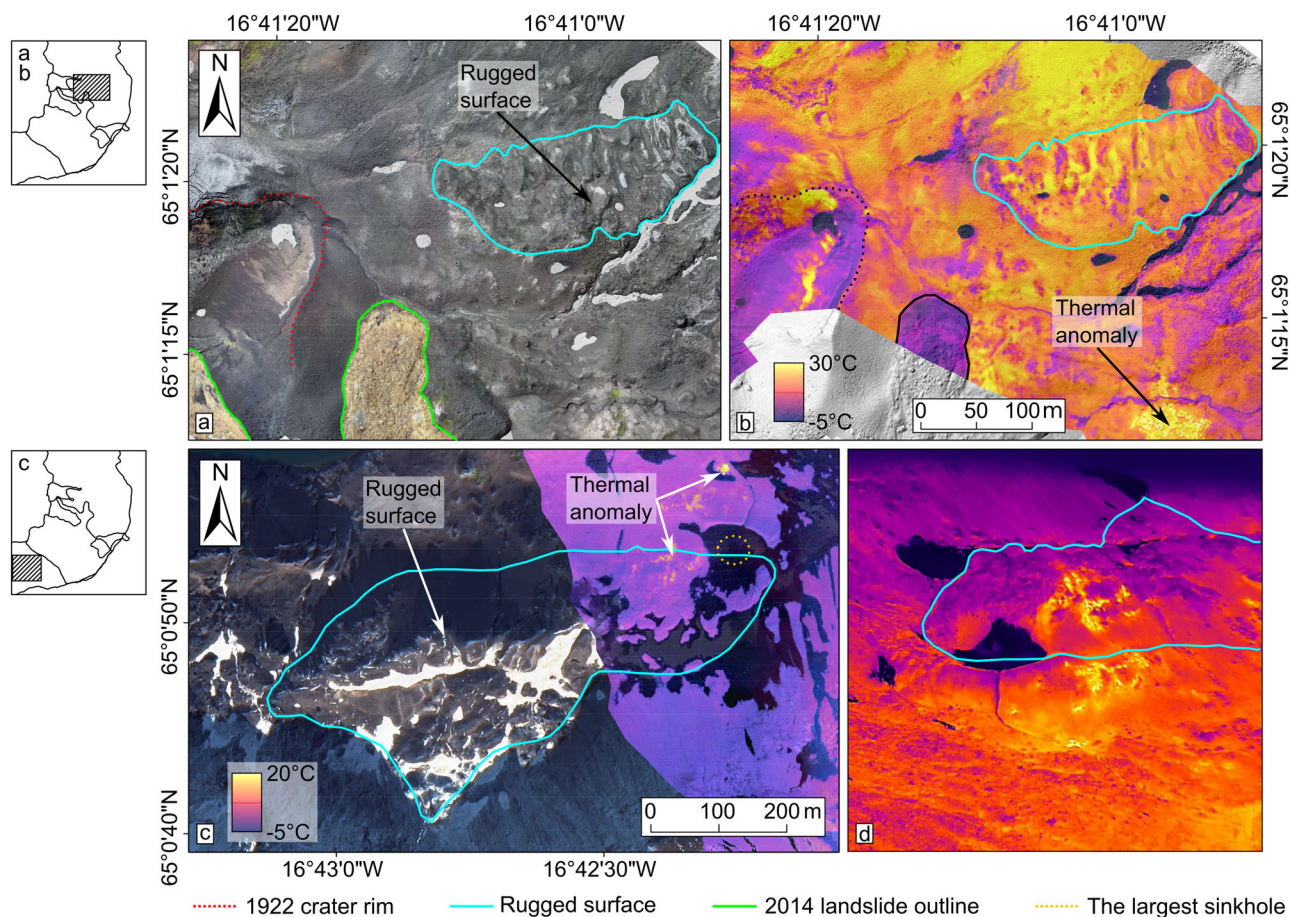 16°41'20"W
16°41'0"W
16°41'20"W
16°41'0"W
a
b
N
Rugged
surface
65°1'20"N
65°1'15"N
a
65°1'20"N
65°1'15"N
Thermal
anomaly
30°C
-5°C
0 50 100 m
b
c
N
Rugged
surface
Thermal
anomaly
65°0'50"N
65°0'40"N
20°C
-5°C
0 100 200 m
c
d
16°43'0"W
16°42'30"W
1922 crater rim
Rugged surface
2014 landslide outline
The largest sinkhole